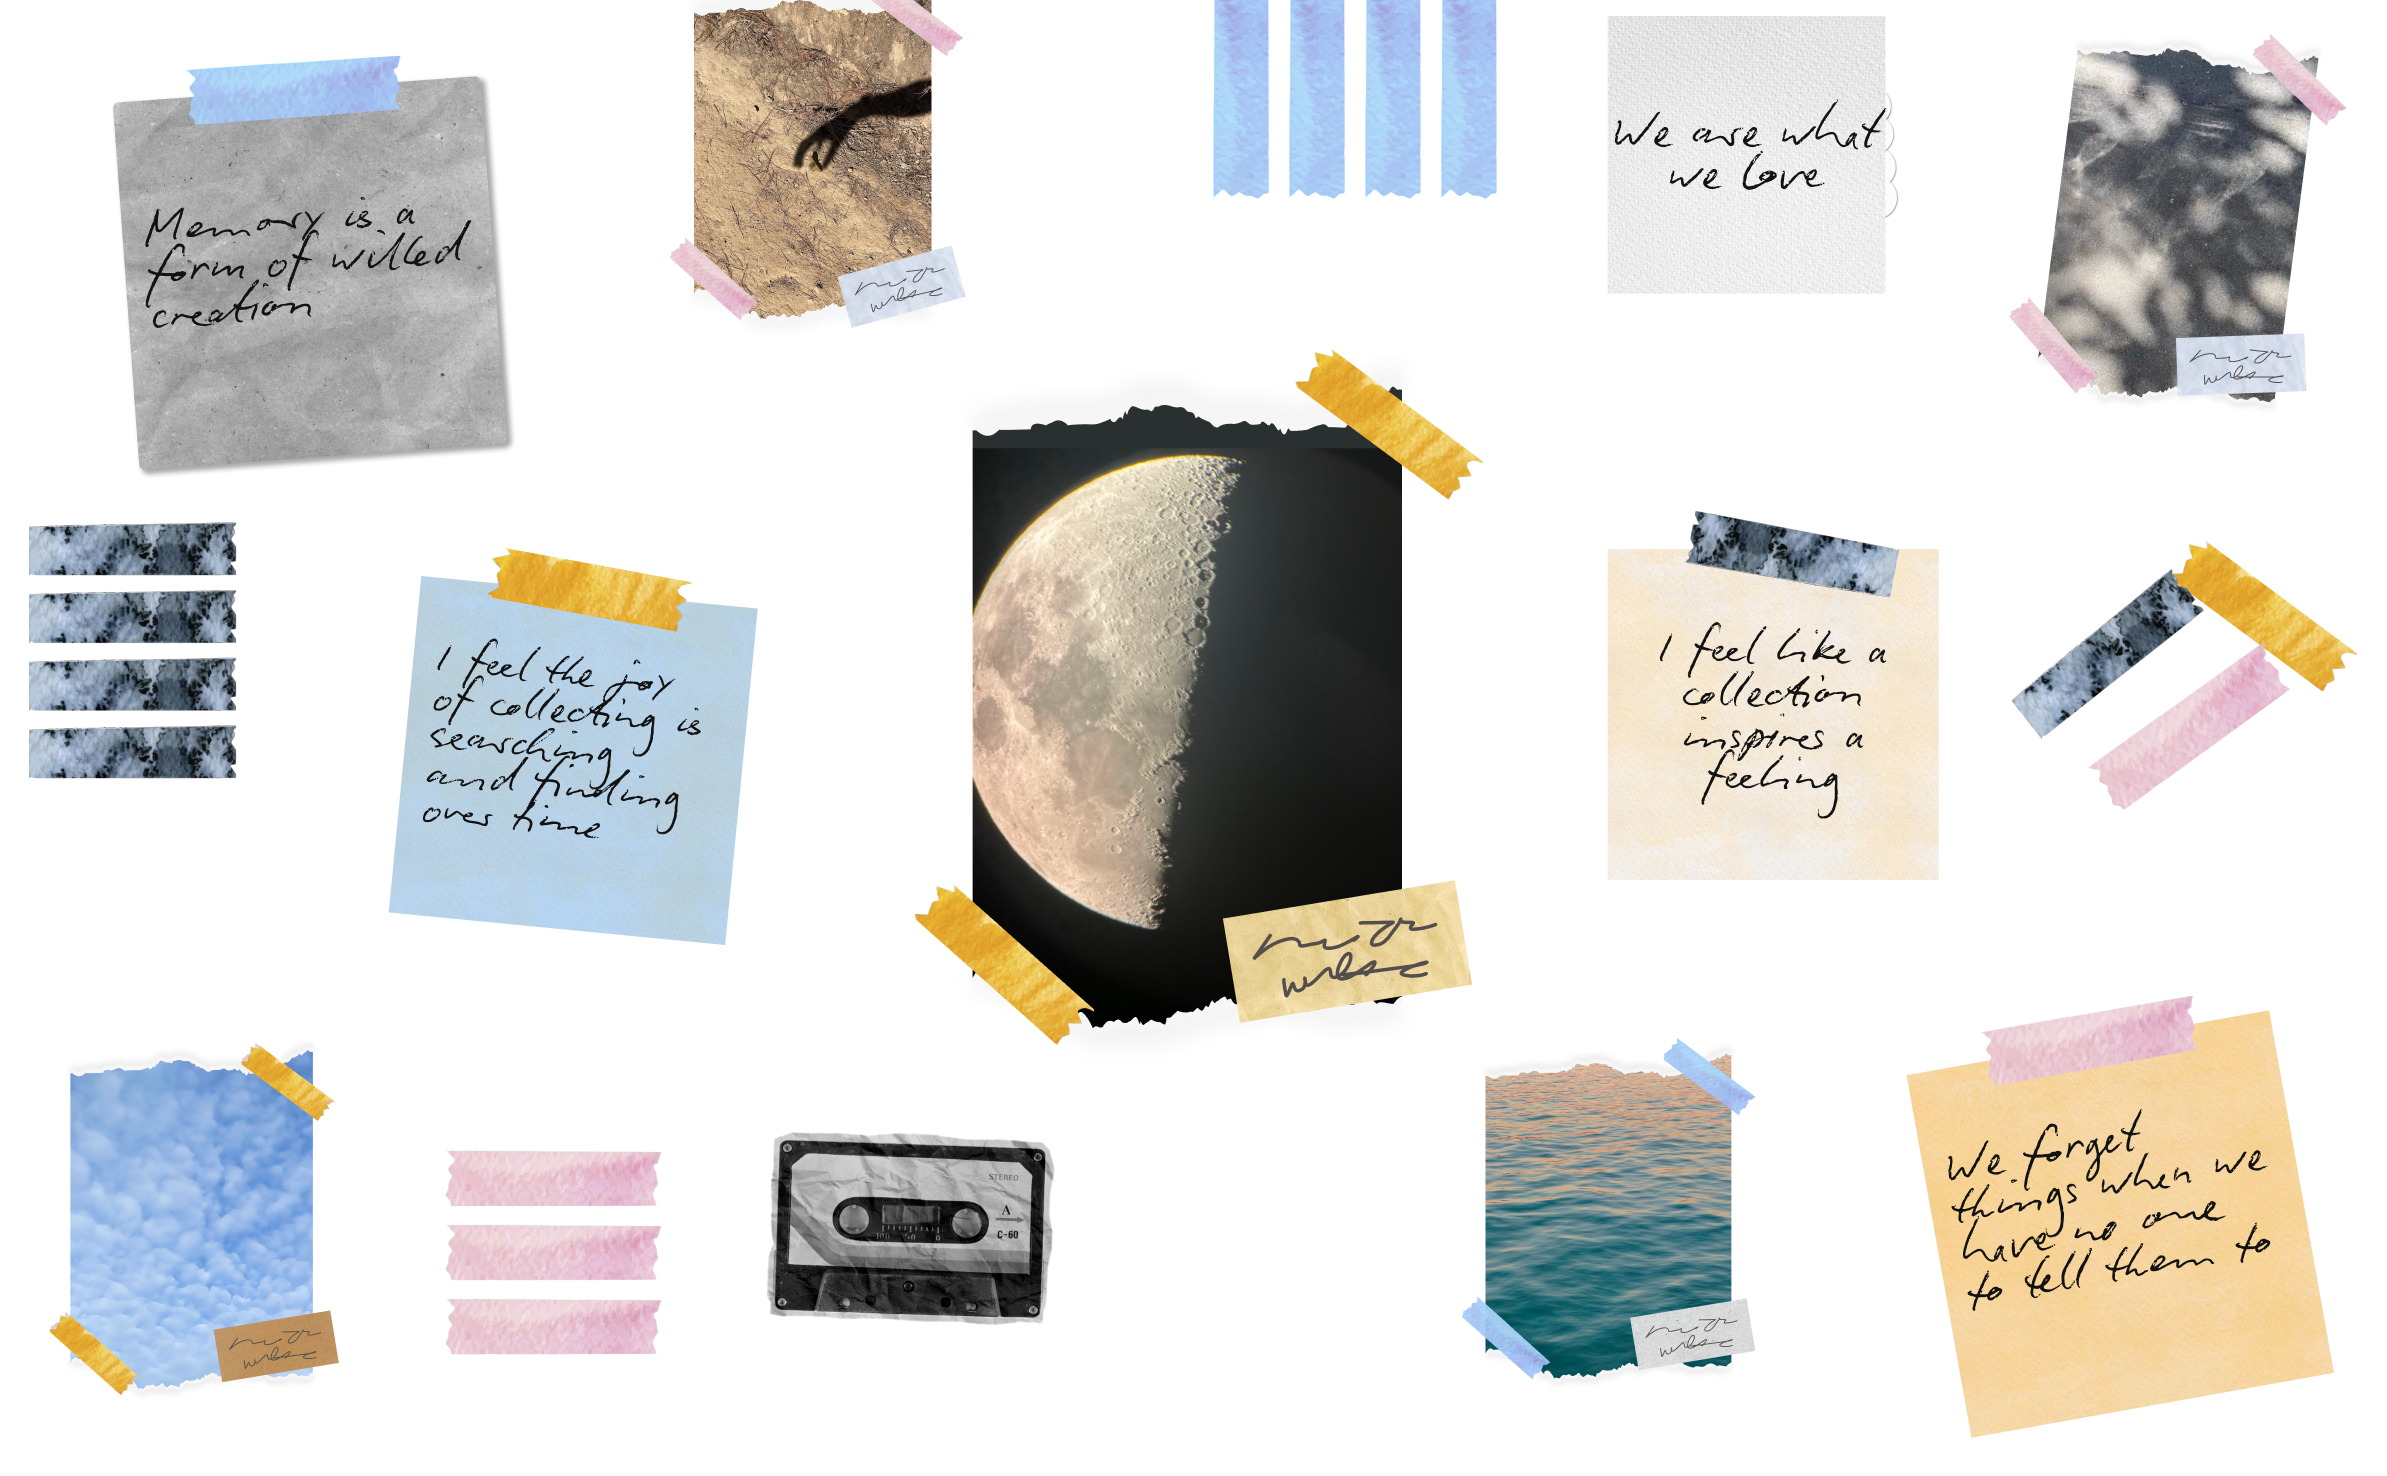 Memory is a
form of willed
creation
We are what
we love
I feel the joy
of collecting is
searching
and finding
over time
I feel like a
collection
inspires a
feeling
STEREO
A
C-60
100 50 0
We forget
things when we
have no one
to tell them to